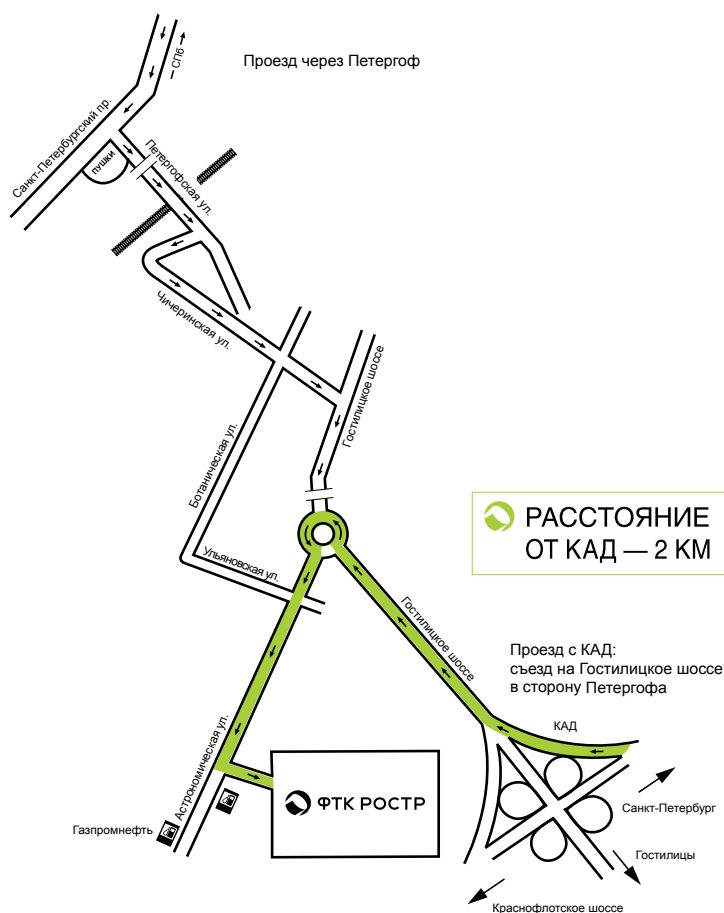 — СПб
Проезд через Петергоф
Санкт-Петербургский пр.
пушки
Петергофская ул.
Чичеринская ул.
Гостилицкое шоссе
Ботаническая ул.
РАССТОЯНИЕ
ОТ КАД — 2 КМ
Ульяновская ул.
Гостилицкое шоссе
Проезд с КАД:
съезд на Гостилицкое шоссе
в сторону Петергофа
КАД
Астрономическая ул.
ФТК РОСТР
Санкт-Петербург
Газпромнефть
Гостилицы
Краснофлотское шоссе